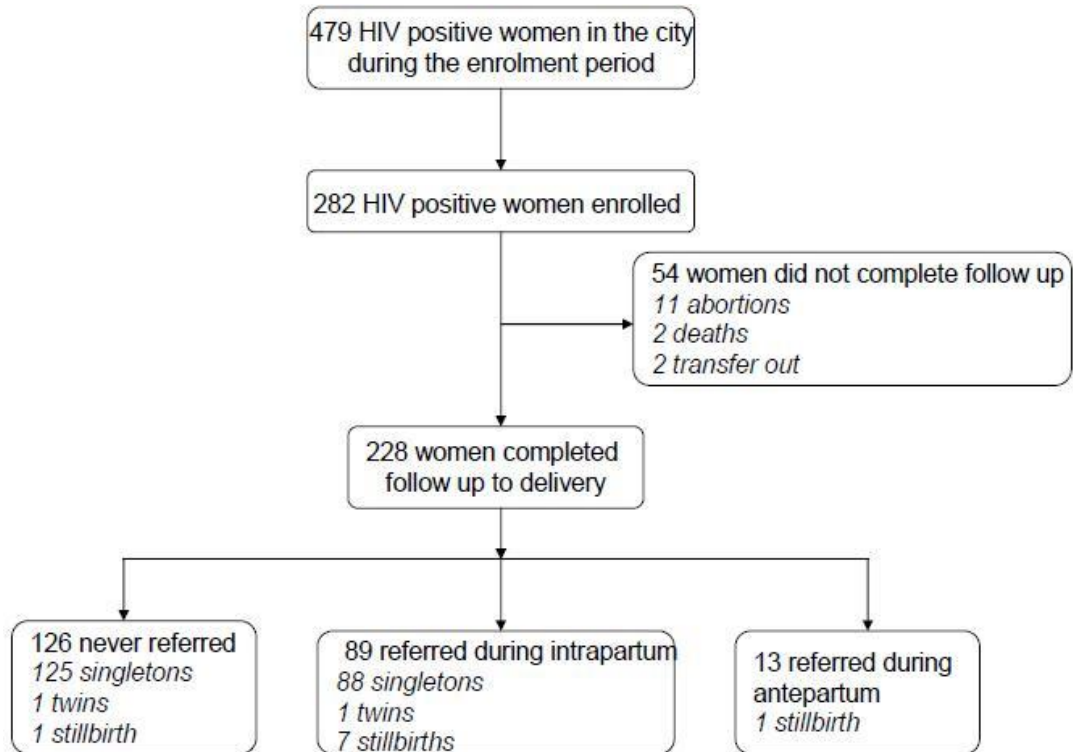 479 HIV positive women in the city
during the enrolment period
282 HIV positive women enrolled
54 women did not complete follow up
11 abortions
2 deaths
2 transfer out
228 women completed
follow up to delivery
126 never referred
125 singletons
1 twins
1 stillbirth
89 referred during intrapartum
88 singletons
1 twins
7 stillbirths
13 referred during
antepartum
1 stillbirth